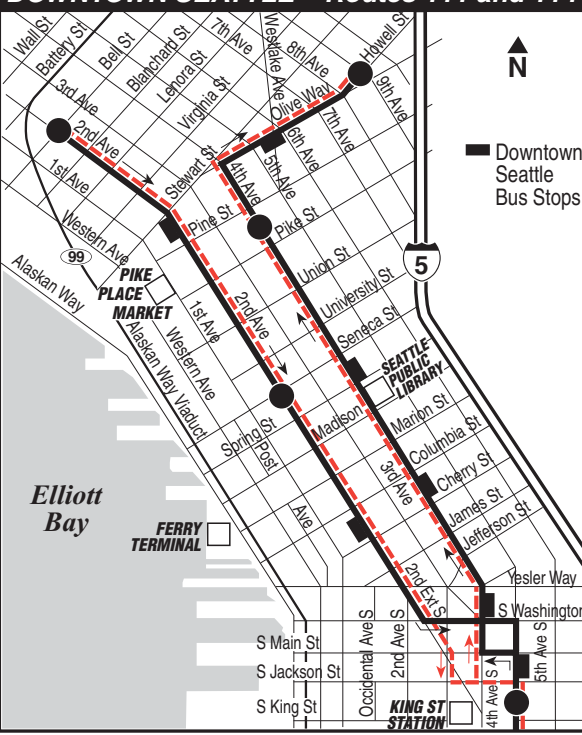 Wall St
Battery St
Bell St
Blanchard St
Lenora St
Virginia St
7th Ave
Westlake Ave
8th Ave
Howell St
3rd Ave
2nd Ave
1st Ave
Western Ave
Stewart St
Olive Way
9th Ave
7th Ave
6th Ave
5th Ave
4th Ave
N
Downtown
Seattle
Bus Stops
Pine St
Pike St
Union St
University St
Seneca St
99
5
Alaskan Way
PIKE
PLACE
MARKET
1st Ave
2nd Ave
Western Ave
Alaskan Way Viaduct
SEATTLE
PUBLIC
LIBRARY
Spring St
Madison
Marion St
Columbia St
Cherry St
James St
Jefferson St
3rd Ave
Post
Ave
Elliott
Bay
FERRY
TERMINAL
2nd Ext S
Yesler Way
S Washington
S Main St
S Jackson St
S King St
Occidental Ave S
2nd Ave S
4th Ave S
5th Ave S
KING ST
STATION